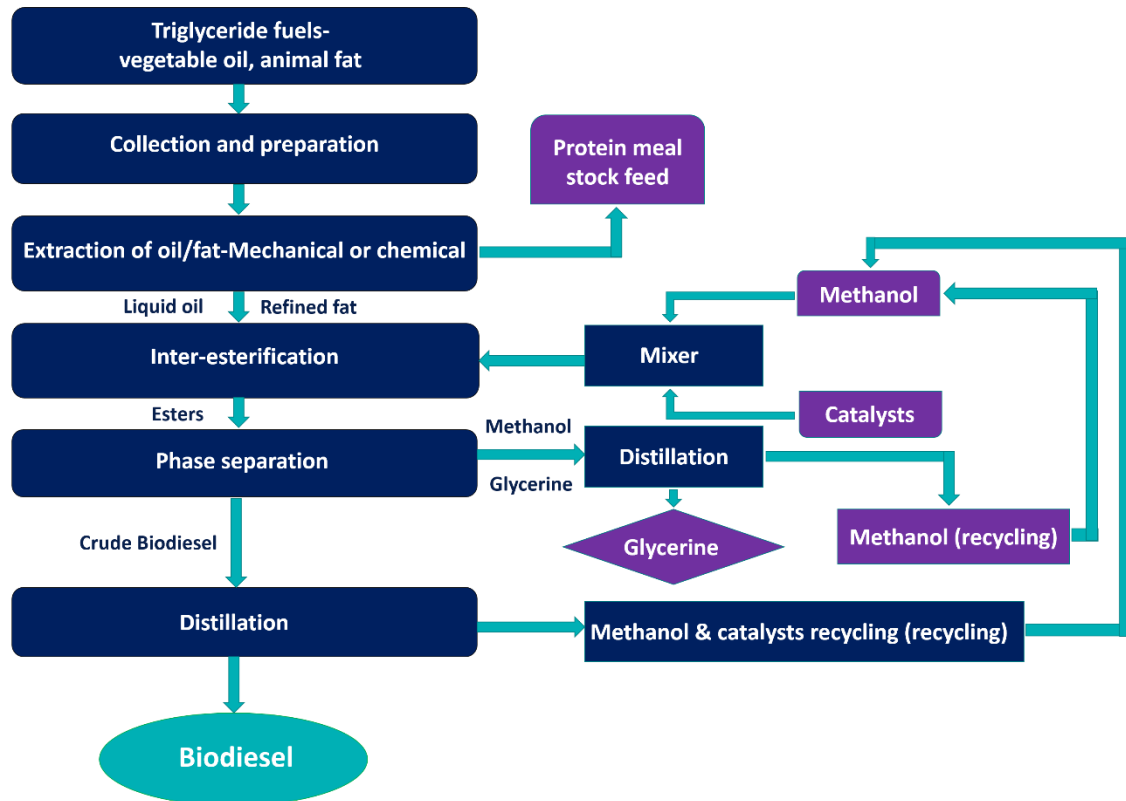 Triglyceride fuels-
vegetable oil, animal fat
Collection and preparation
Protein meal
stock feed
Extraction of oil/fat-Mechanical or chemical
Liquid oil
Refined fat
Methanol
Inter-esterification
Mixer
Esters
Catalysts
Phase separation
Methanol
Glycerine
Distillation
Glycerine
Methanol (recycling)
Crude Biodiesel
Distillation
Methanol & catalysts recycling (recycling)
Biodiesel